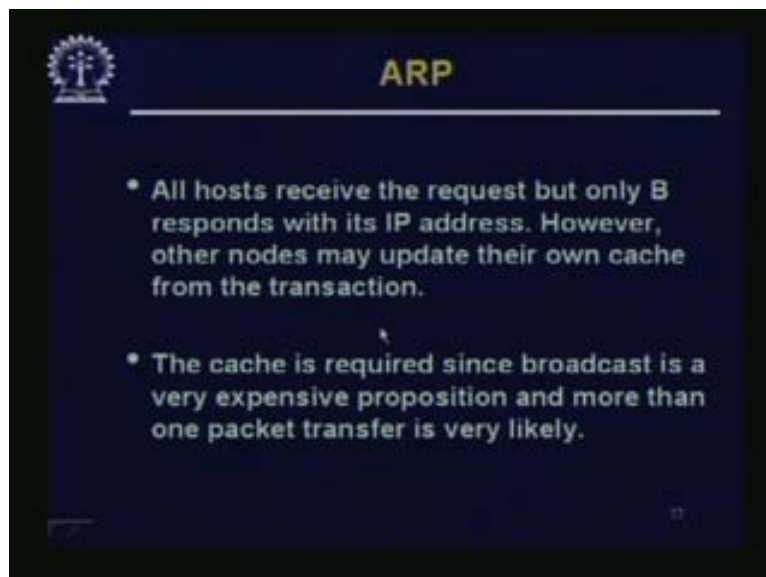 ARP
• All hosts receive the request but only B
responds with its IP address. However,
other nodes may update their own cache
from the transaction.
• The cache is required since broadcast is a
very expensive proposition and more than
one packet transfer is very likely.